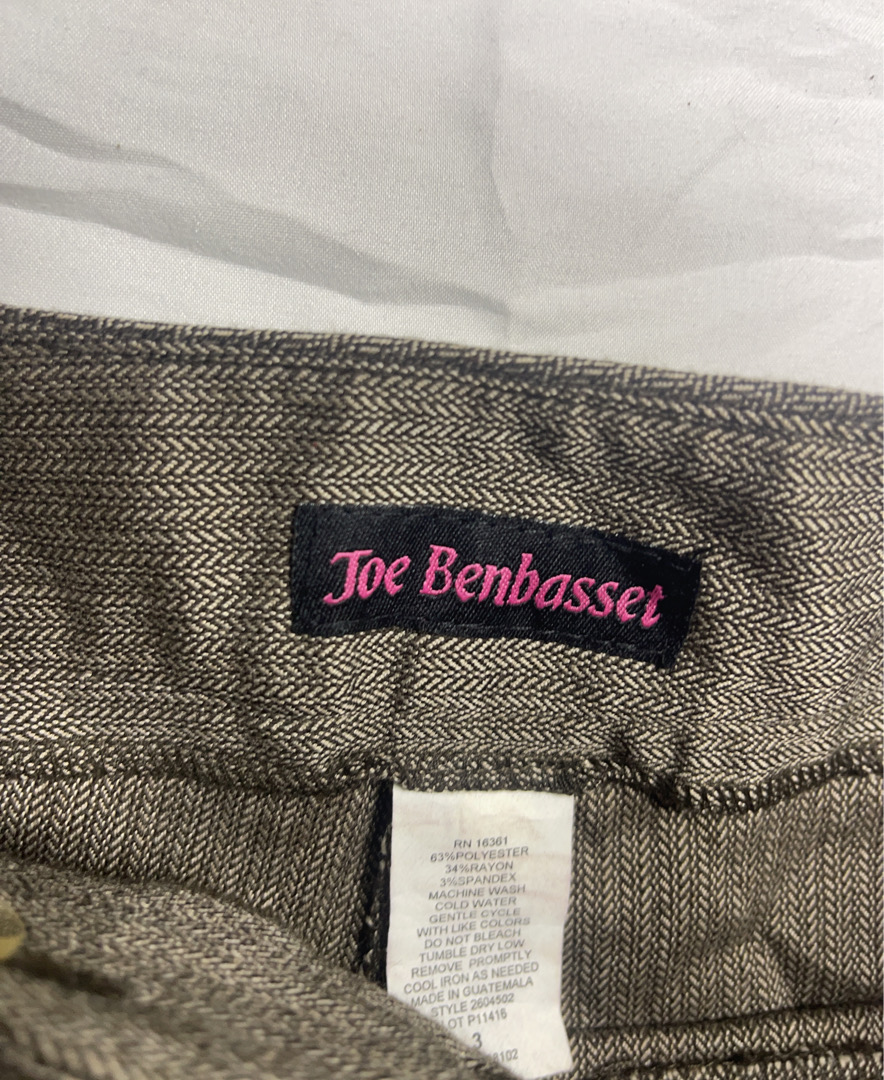 Joe Benbasset
RN 16361
63%POLYESTER
34%RAYON
3%SPANDEX
MACHINE WASH
COLD WATER
GENTLE CYCLE
WITH LIKE COLORS
DO NOT BLEACH
TUMBLE DRY LOW
REMOVE PROMPTLY
COOL IRON AS NEEDED
MADE IN GUATEMALA
STYLE 2604502
LOT P11416
3